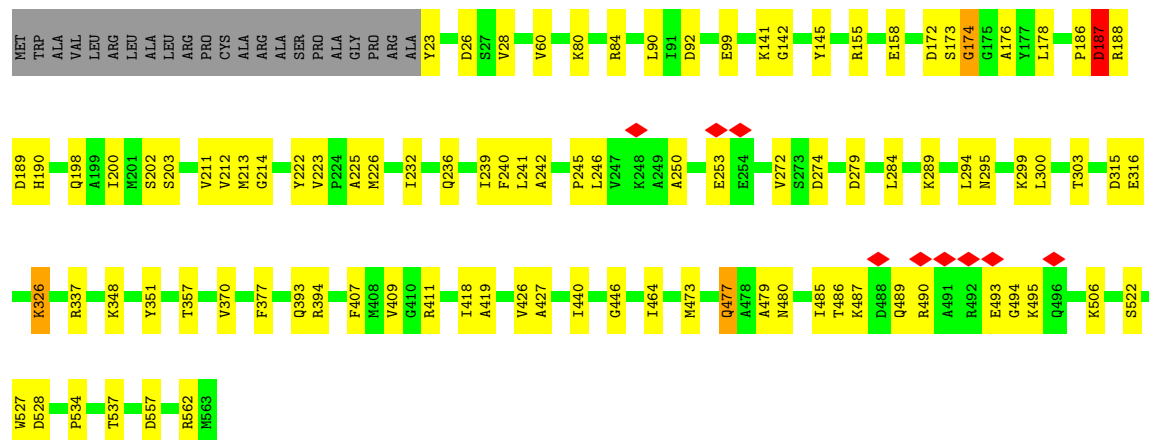 MET TRP ALA VAL LEU ARG LEU ALA LEU ARG PRO CYS ALA ARG ALA SER PRO ALA GLY PRO ARG ALA Y23 D26 S27 V28 V60 K80 R84 L90 I91 D92 E99 K141 G142 Y145 R155 E158 D172 S173 G174 G175 A176 Y177 L178 P186 D187 R188
D189 H190 Q198 A199 I200 M201 S202 S203 V211 V212 M213 G214 Y222 V223 P224 A225 M226 I232 Q236 I239 F240 L241 A242 P245 L246 V247 K248 A249 A250 E253 E254 V272 S273 D274 D279 L284 K289 L294 N295 K299 L300 T303 D315 E316
K326 R337 K348 Y351 T357 V370 F377 Q393 R394 F407 M408 V409 G410 R411 I418 A419 V426 A427 I440 G446 I464 M473 Q477 A478 A479 N480 I485 T486 K487 D488 Q489 R490 A491 R492 E493 G494 K495 Q496 K506 S522
W527 D528 P534 T537 D557 R562 M563